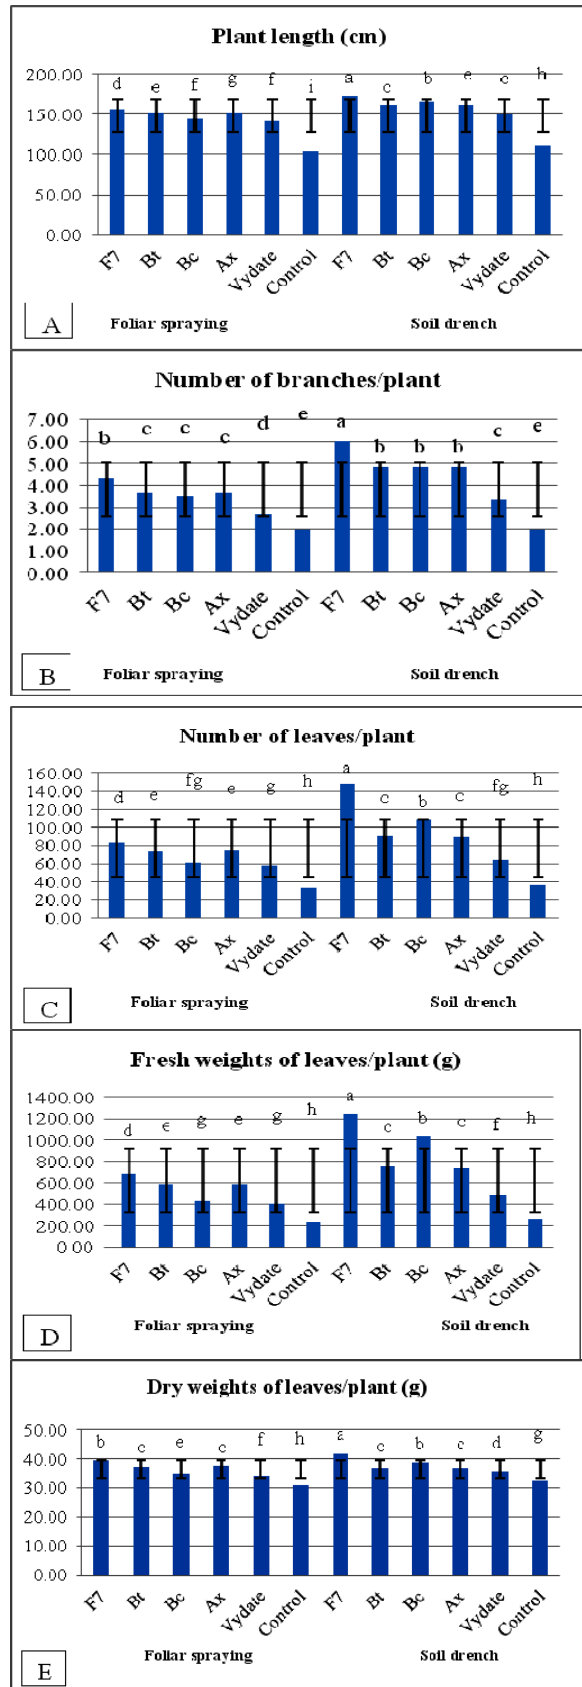 Plant length (cm)
200.00
150.00
100.00
50.00
0.00
d e f g f i a c b e c h
F7 Bt Bc Ax Vydate Control F7 Bt Bc Ax Vydate Control
A Foliar spraying Soil drench
Number of branches/plant
7.00
6.00
5.00
4.00
3.00
2.00
1.00
0.00
b c c c d e a b b b c e
F7 Bt Bc Ax Vydate Control F7 Bt Bc Ax Vydate Control
B Foliar spraying Soil drench
Number of leaves/plant
160.00
140.00
120.00
100.00
80.00
60.00
40.00
20.00
0.00
d e fg e g h a c b c fg h
F7 Bt Bc Ax Vydate Control F7 Bt Bc Ax Vydate Control
C Foliar spraying Soil drench
Fresh weights of leaves/plant (g)
1400.00
1200.00
1000.00
800.00
600.00
400.00
200.00
0.00
d e g e g h a c b c f h
F7 Bt Bc Ax Vydate Control F7 Bt Bc Ax Vydate Control
D Foliar spraying Soil drench
Dry weights of leaves/plant (g)
50.00
40.00
30.00
20.00
10.00
0.00
b c e c f h a c b c d g
F7 Bt Bc Ax Vydate Control F7 Bt Bc Ax Vydate Control
E Foliar spraying Soil drench